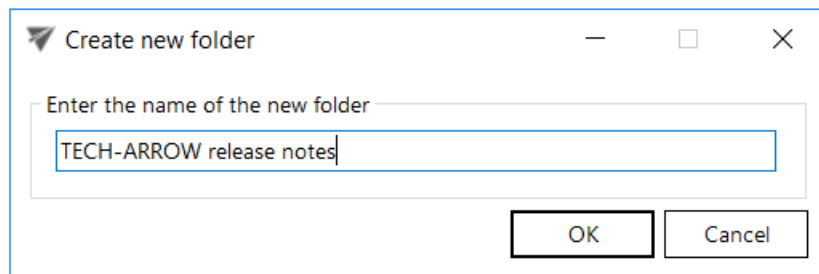 Create new folder
Enter the name of the new folder
TECH-ARROW release notes
OK
Cancel